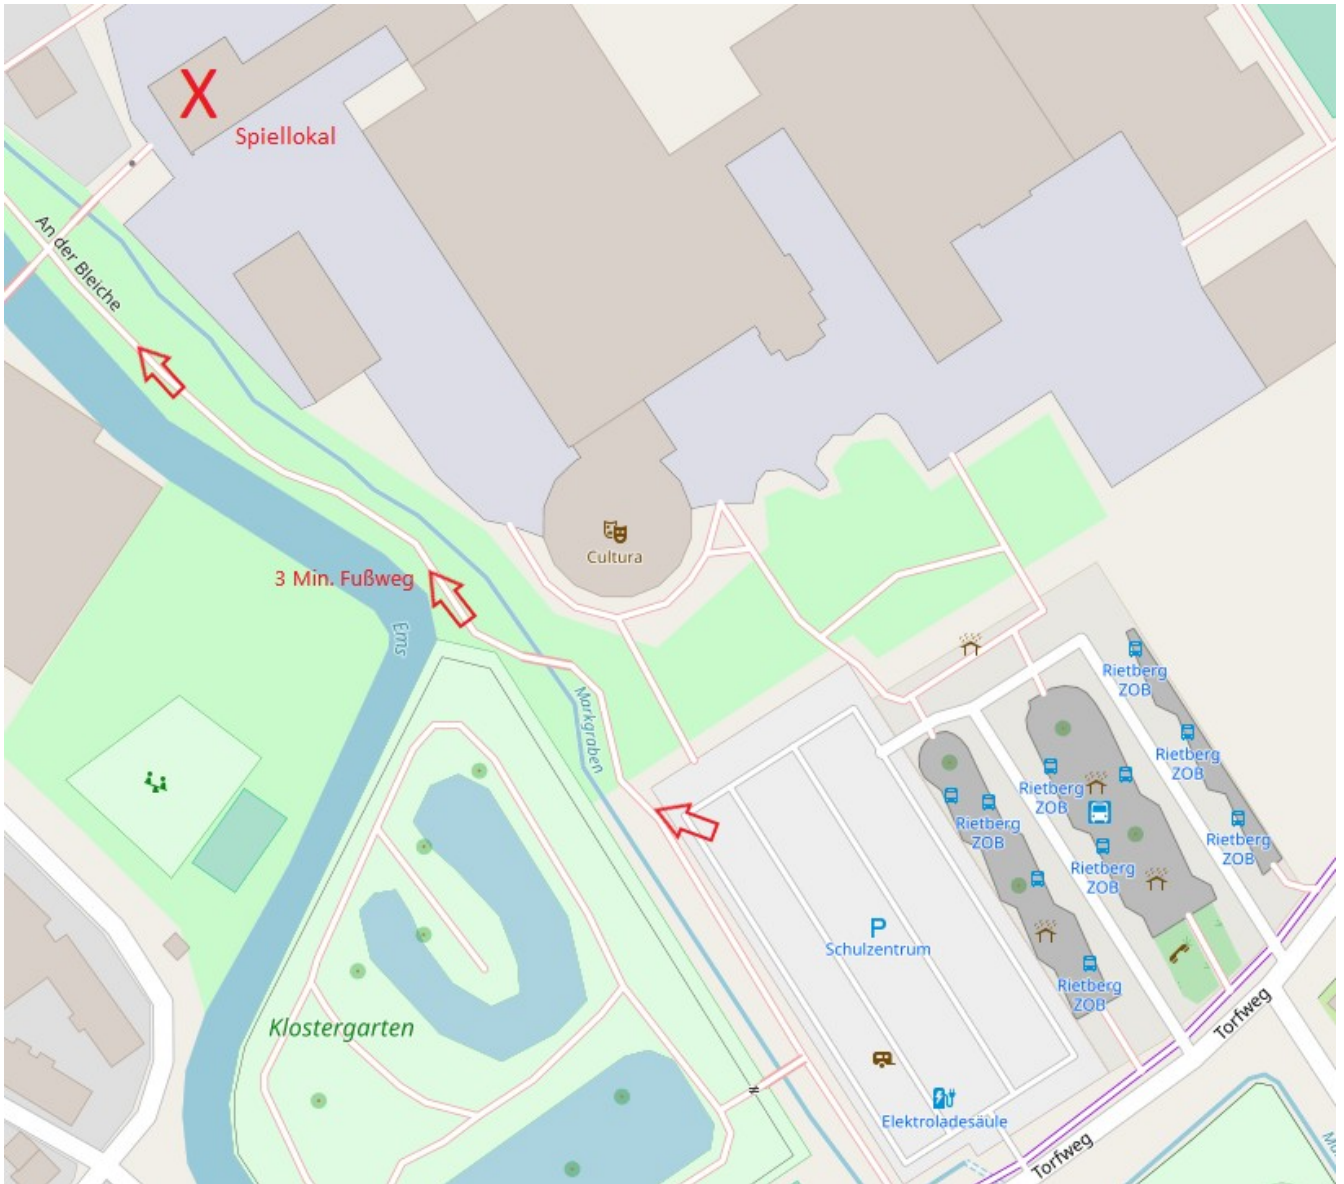 X
Spiellokal
An der Bleiche
Cultura
3 Min. Fußweg
Ems
Markgraben
Rietberg
ZOB
Rietberg
ZOB
Rietberg
ZOB
Rietberg
ZOB
Rietberg
ZOB
Rietberg
ZOB
P
Schulzentrum
Rietberg
ZOB
Klostergarten
Torfweg
Elektroladesäule
Torfweg